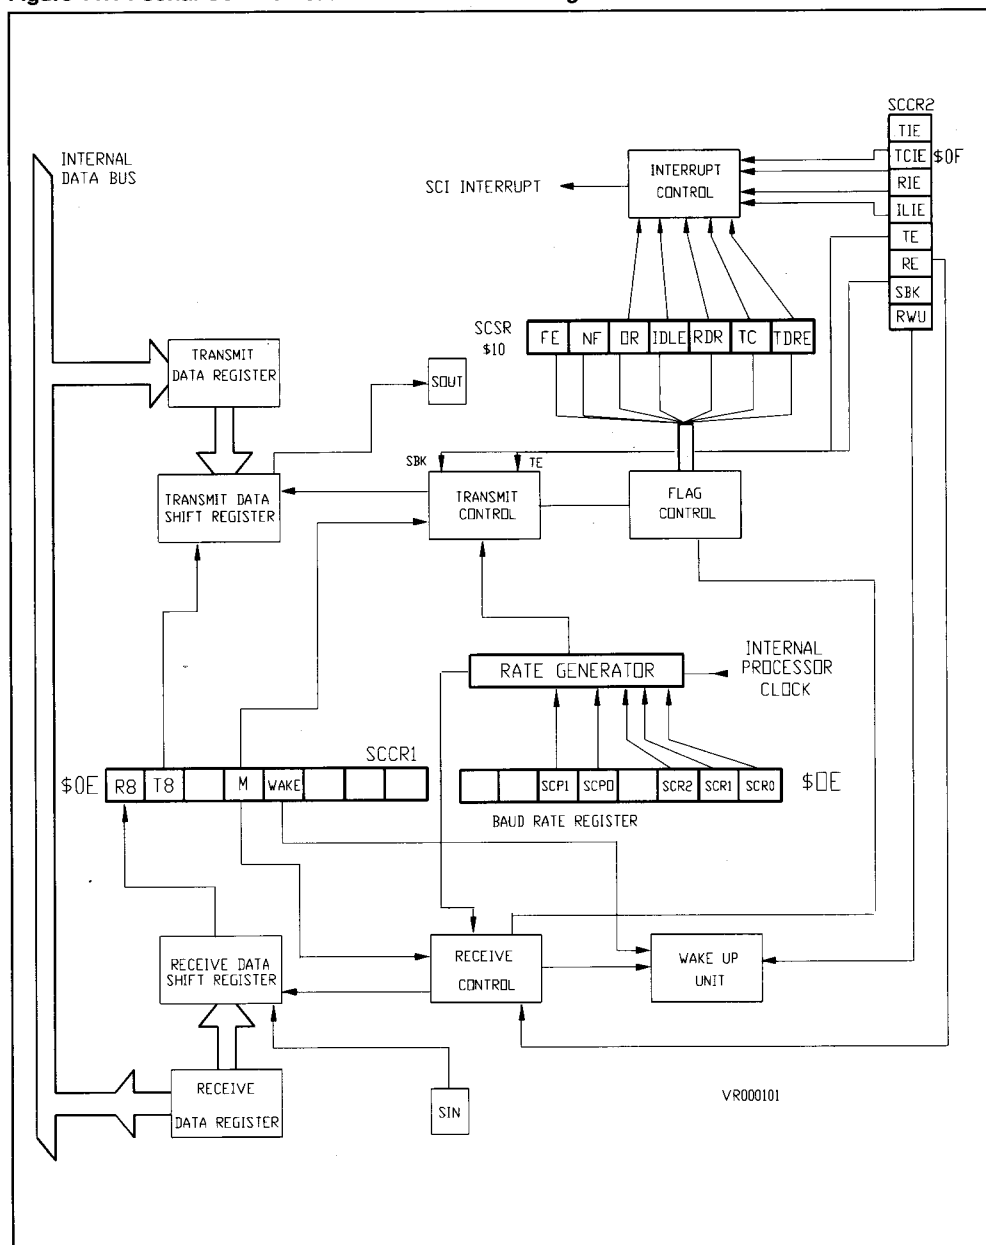 INTERNAL
DATA BUS
SCCR2
TIE
TCIE $0F
RIE
ILIE
TE
RE
SBK
RWU
INTERRUPT
CONTROL
SCI INTERRUPT
SCSR
$10
FE NF OR IDLE RDR TC TDRE
TRANSMIT
DATA REGISTER
SOUT
SBK TE
TRANSMIT DATA
SHIFT REGISTER
TRANSMIT
CONTROL
FLAG
CONTROL
RATE GENERATOR
INTERNAL
PROCESSOR
CLOCK
SCCR1
$0E R8 T8 M WAKE
SCP1 SCP0 SCR2 SCR1 SCR0 $0E
BAUD RATE REGISTER
RECEIVE DATA
SHIFT REGISTER
RECEIVE
CONTROL
WAKE UP
UNIT
RECEIVE
DATA REGISTER
SIN
VR000101